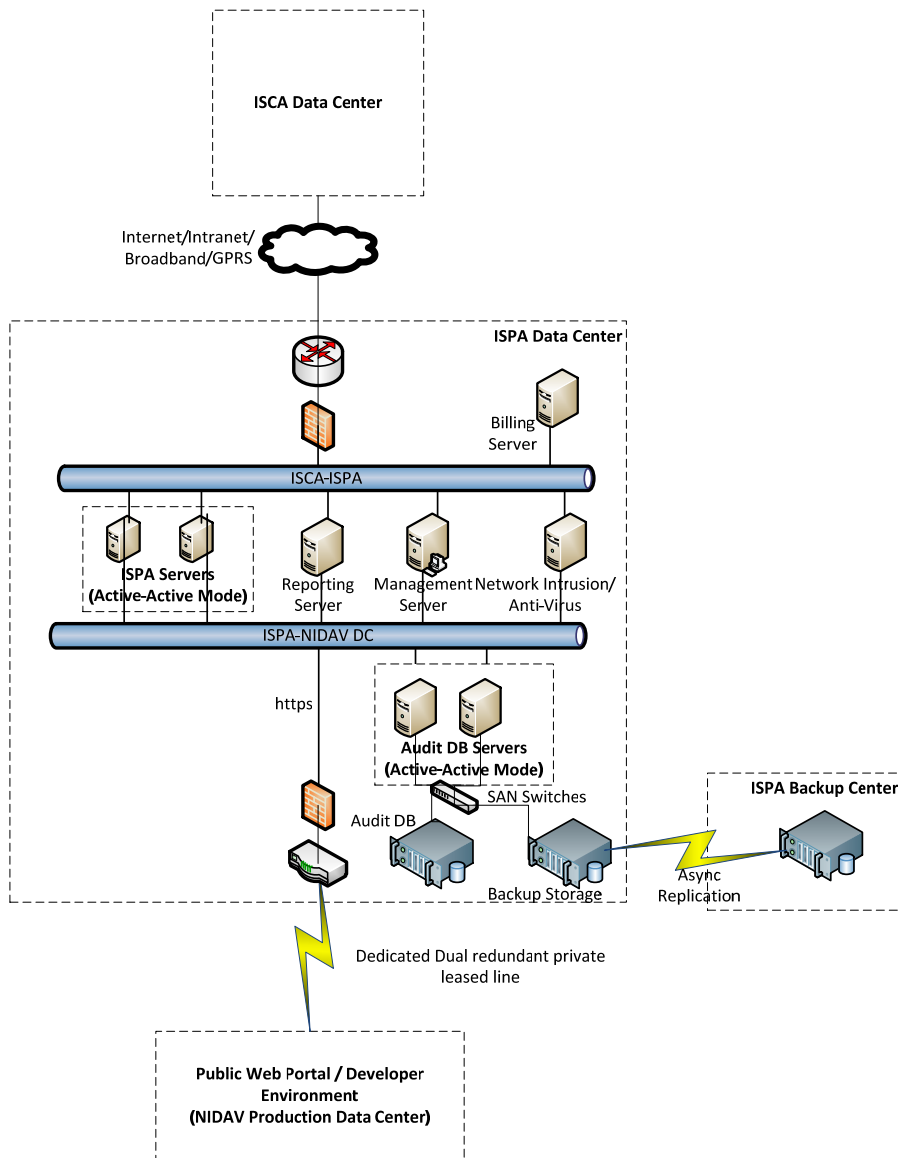 ISCA Data Center
Internet/Intranet/
Broadband/GPRS
ISPA Data Center
Billing
Server
ISCA-ISPA
ISPA Servers
(Active-Active Mode)
Reporting
Server
Management
Server
Network Intrusion/
Anti-Virus
ISPA-NIDAV DC
https
Audit DB Servers
(Active-Active Mode)
SAN Switches
Audit DB
Backup Storage
ISPA Backup Center
Async
Replication
Dedicated Dual redundant private
leased line
Public Web Portal / Developer
Environment
(NIDAV Production Data Center)